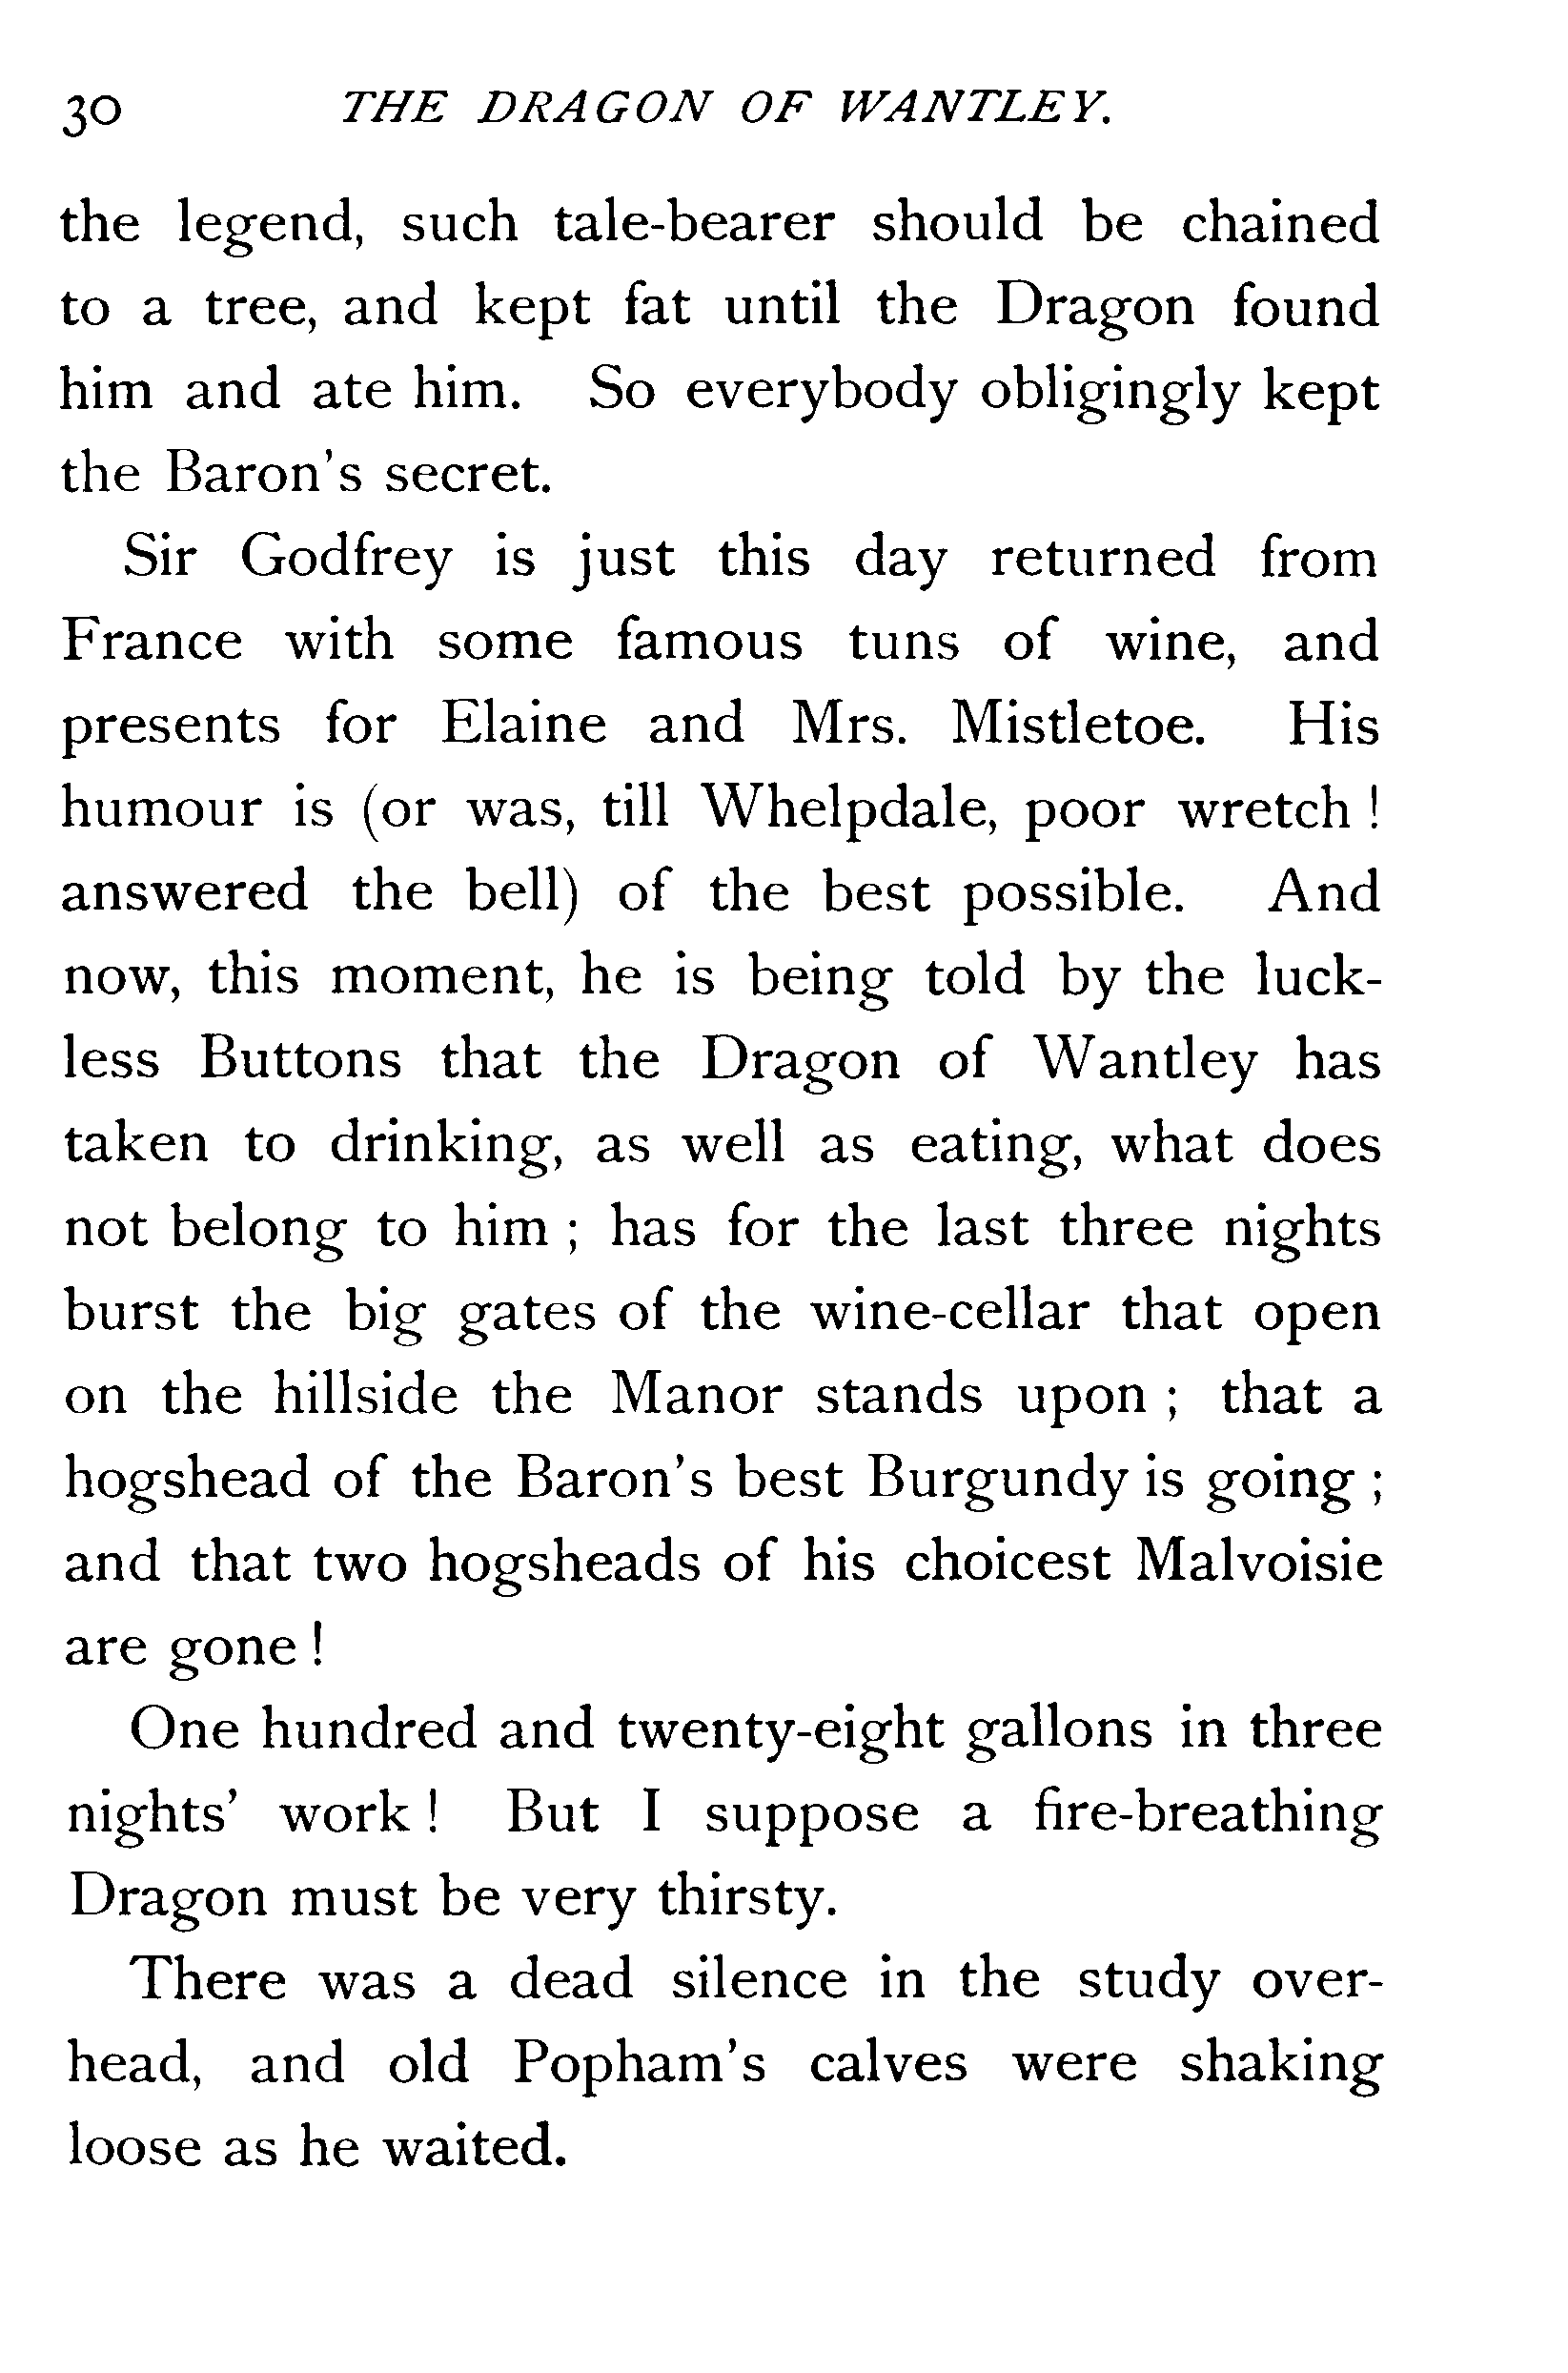 30 THE DRAGON OF WANTLEY.
the legend, such tale-bearer should be chained
to a tree, and kept fat until the Dragon found
him and ate him. So everybody obligingly kept
the Baron's secret.
Sir Godfrey is just this day returned from
France with some famous tuns of wine, and
presents for Elaine and Mrs. Mistletoe. His
humour is (or was, till Whelpdale, poor wretch !
answered the bell) of the best possible. And
now, this moment, he is being told by the luck-
less Buttons that the Dragon of Wantley has
taken to drinking, as well as eating, what does
not belong to him ; has for the last three nights
burst the big gates of the wine-cellar that open
on the hillside the Manor stands upon ; that a
hogshead of the Baron's best Burgundy is going ;
and that two hogsheads of his choicest Malvoisie
are gone !
One hundred and twenty-eight gallons in three
nights' work ! But I suppose a fire-breathing
Dragon must be very thirsty.
There was a dead silence in the study over-
head, and old Popham's calves were shaking
loose as he waited.